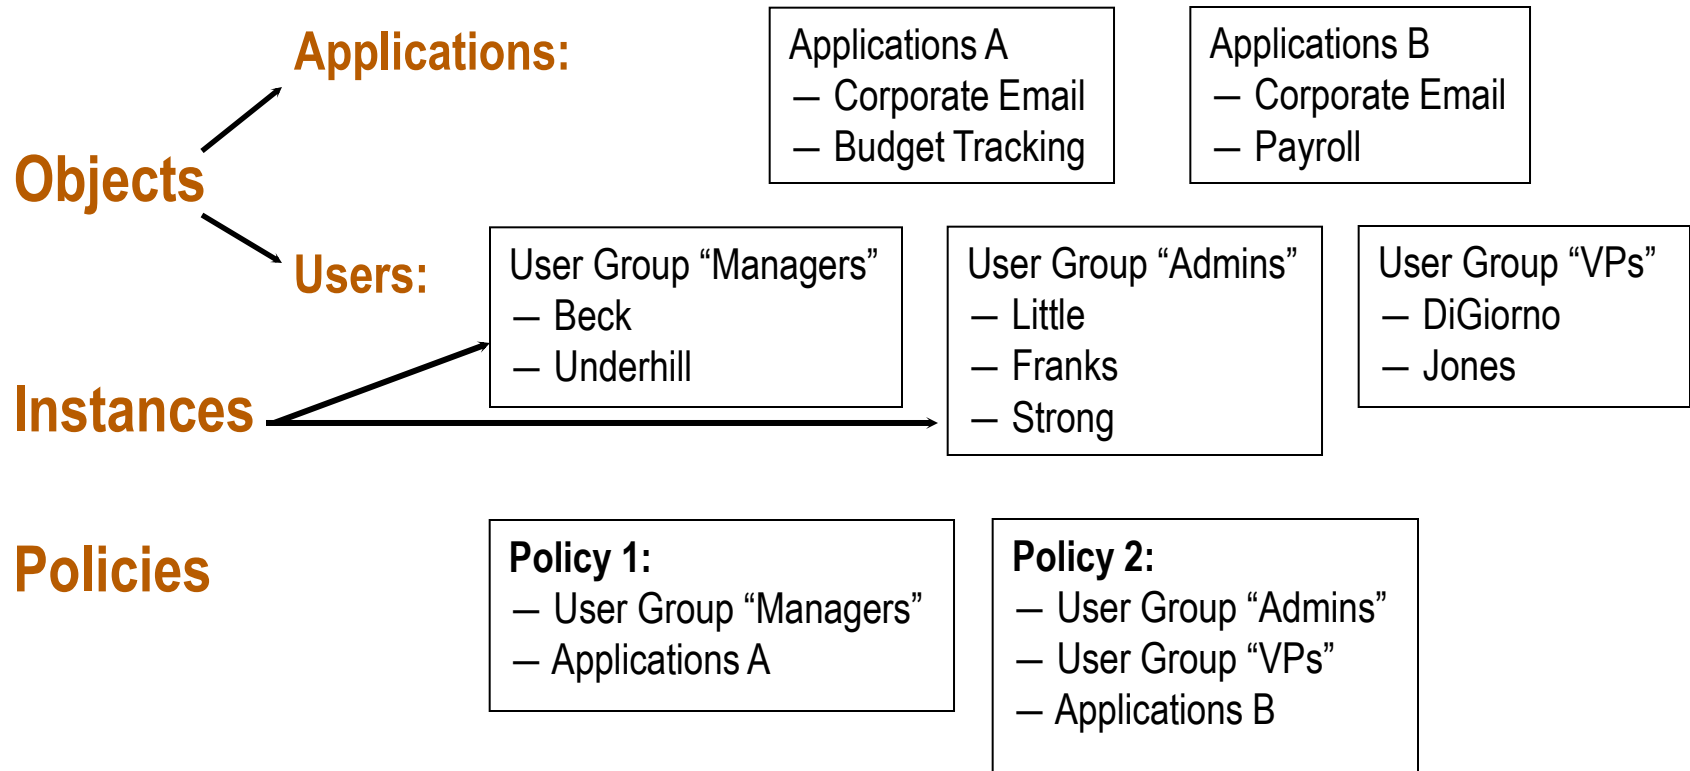 Applications:
Applications A
— Corporate Email
— Budget Tracking
Applications B
— Corporate Email
— Payroll
Objects
Users:
User Group “Managers”
— Beck
— Underhill
User Group “Admins”
— Little
— Franks
— Strong
User Group “VPs”
— DiGiorno
— Jones
Instances
Policies
Policy 1:
— User Group “Managers”
— Applications A
Policy 2:
— User Group “Admins”
— User Group “VPs”
— Applications B